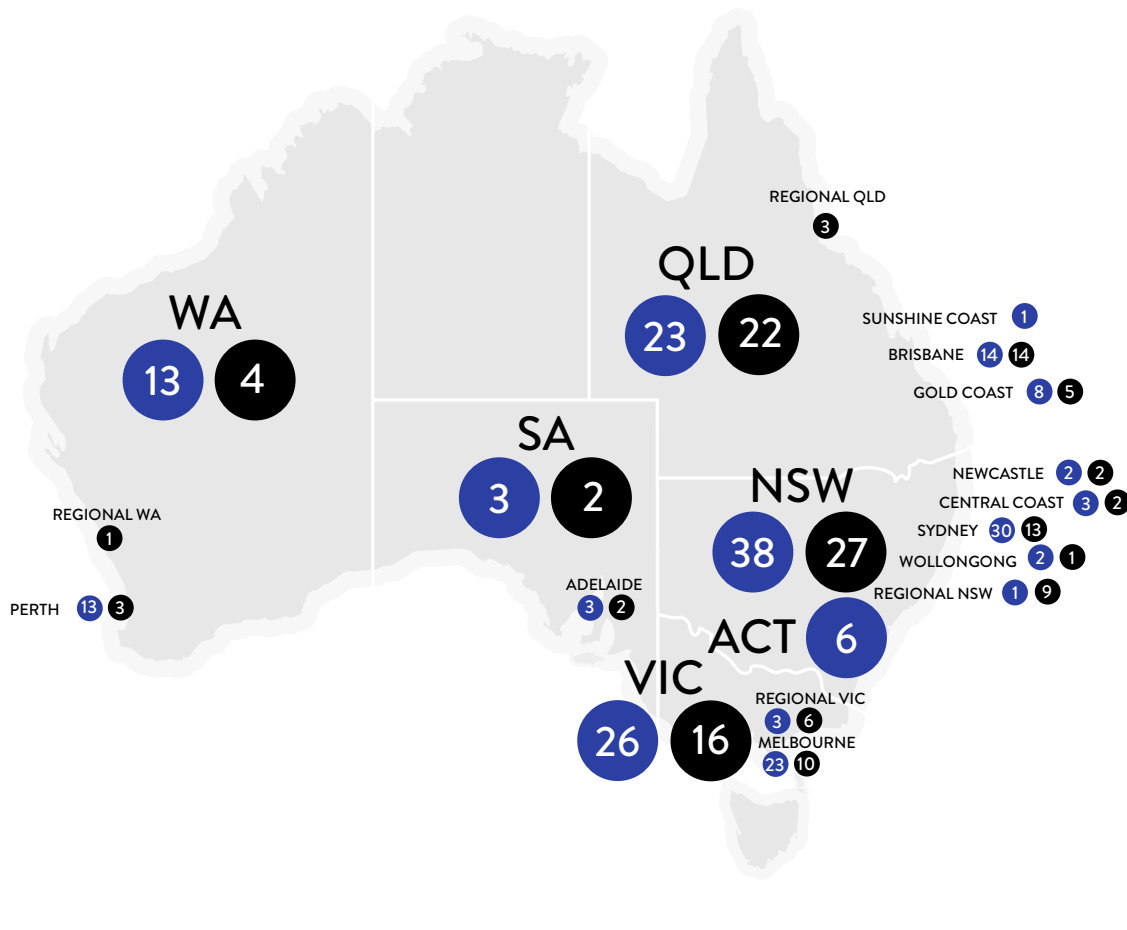 REGIONAL QLD
3
QLD
23 22
SUNSHINE COAST 1
BRISBANE 14 14
GOLD COAST 8 5
WA
13 4
REGIONAL WA
1
PERTH 13 3
SA
3 2
ADELAIDE
3 2
NSW
38 27
NEWCASTLE 2 2
CENTRAL COAST 3 2
SYDNEY 30 13
WOLLONGONG 2 1
REGIONAL NSW 1 9
ACT 6
VIC
26 16
REGIONAL VIC
3 6
MELBOURNE
23 10